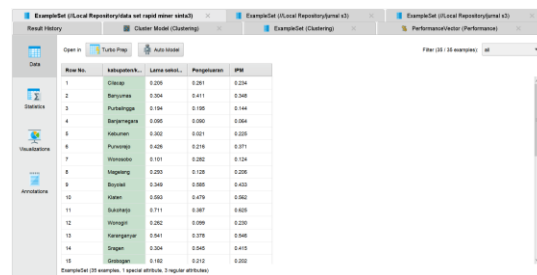 ExampleSet (//Local Repository/data set rapid miner sinta3)
ExampleSet (//Local Repository/jurnal s3)
ExampleSet (//Local Repository/jurnal s3)
Result History
Cluster Model (Clustering)
ExampleSet (Clustering)
PerformanceVector (Performance)
Open in
Turbo Prep
Auto Model
Filter (35 / 35 examples):
all
Data
Statistics
Visualizations
Annotations
Row No. kabupaten/k... Lama sekol... Pengeluaran IPM
1 Cilacap 0.205 0.261 0.234
2 Banyumas 0.304 0.411 0.348
3 Purbalingga 0.194 0.195 0.144
4 Banjarnegara 0.095 0.090 0.064
5 Kebumen 0.302 0.021 0.225
6 Purworejo 0.426 0.216 0.371
7 Wonosobo 0.101 0.282 0.124
8 Magelang 0.293 0.128 0.206
9 Boyolali 0.349 0.585 0.433
10 Klaten 0.593 0.479 0.562
11 Sukoharjo 0.711 0.387 0.625
12 Wonogiri 0.262 0.099 0.230
13 Karanganyar 0.541 0.378 0.546
14 Sragen 0.304 0.545 0.415
15 Grobogan 0.182 0.212 0.202
ExampleSet (35 examples, 1 special attribute, 3 regular attributes)